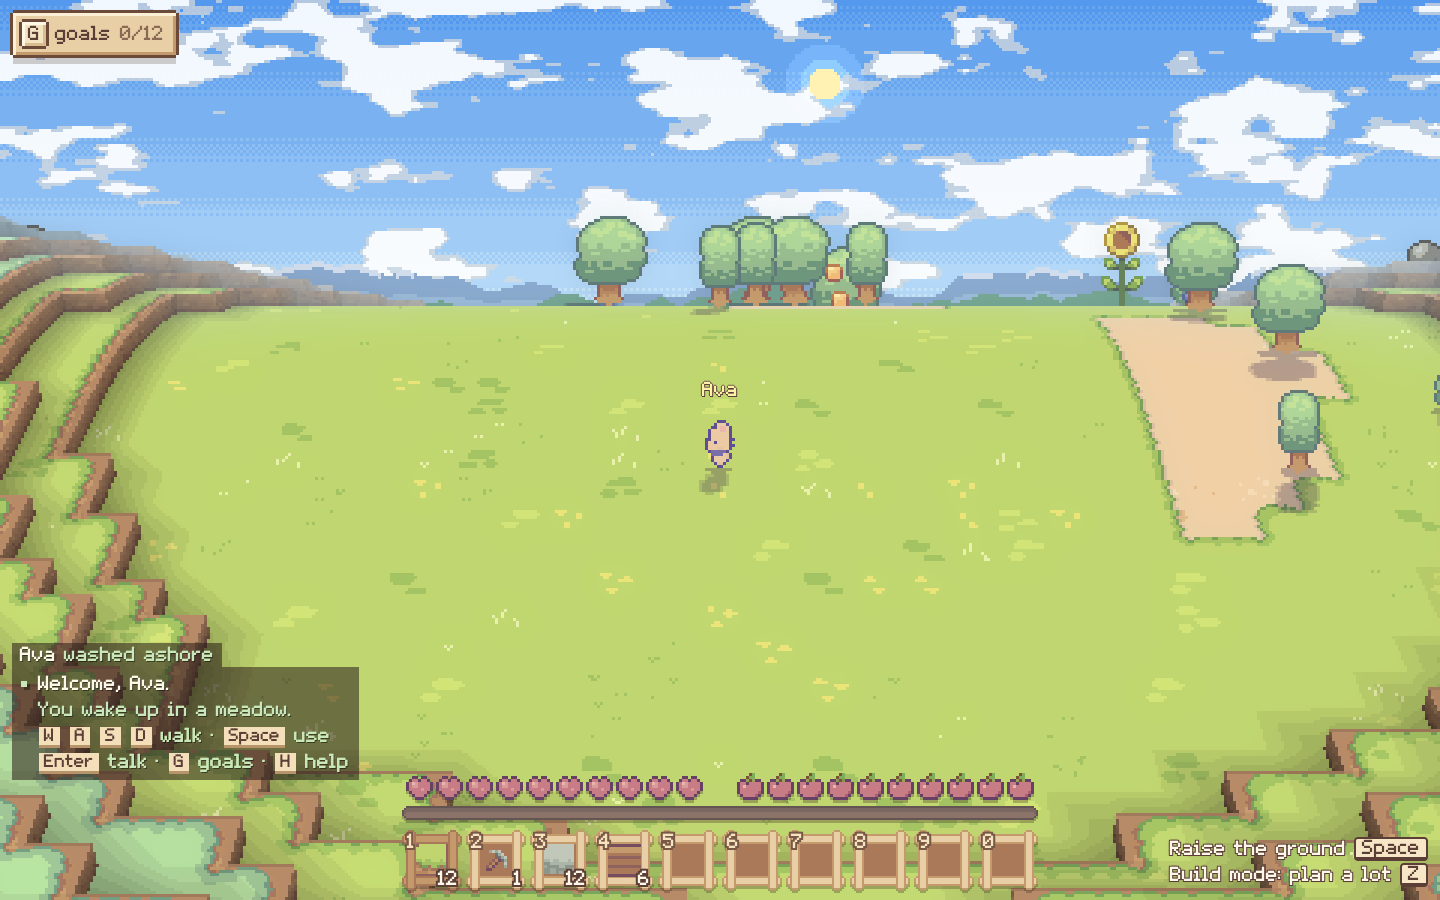 G goals 0/12
Ava
Ava washed ashore
Welcome, Ava.
You wake up in a meadow.
W A S D walk · Space use
Enter talk · G goals · H help
1 2 3 4 5 6 7 8 9 0
12 1 12 6
Raise the ground Space
Build mode: plan a lot Z